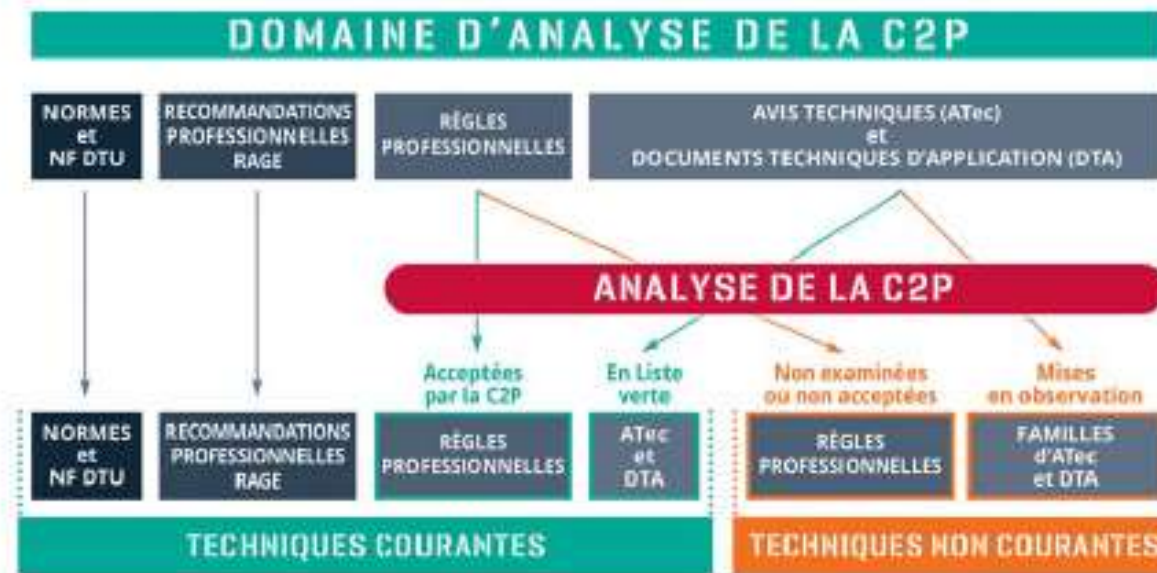 DOMAINE D'ANALYSE DE LA C2P
NORMES
et
NF DTU
RECOMMANDATIONS
PROFESSIONNELLES
RAGE
RÈGLES
PROFESSIONNELLES
AVIS TECHNIQUES (ATec)
et
DOCUMENTS TECHNIQUES D'APPLICATION (DTA)
ANALYSE DE LA C2P
Acceptées
par la C2P
En Liste
verte
Non examinées
ou non acceptées
Mises
en observation
NORMES
et
NF DTU
RECOMMANDATIONS
PROFESSIONNELLES
RAGE
RÈGLES
PROFESSIONNELLES
ATec
et
DTA
RÈGLES
PROFESSIONNELLES
FAMILLES
d'ATec
et DTA
TECHNIQUES COURANTES
TECHNIQUES NON COURANTES